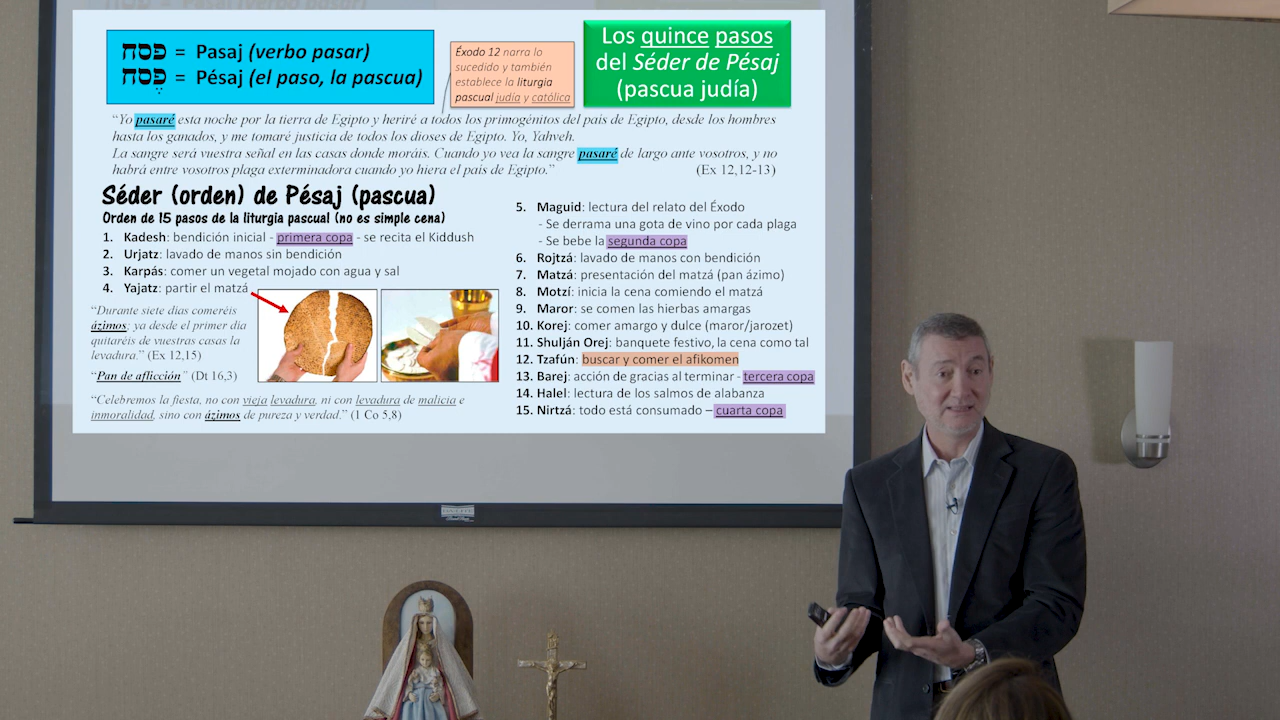 פסח = Pasaj (verbo pasar)
פֶּסַח = Pésaj (el paso, la pascua)
Éxodo 12 narra lo
sucedido y también
establece la liturgia
pascual judía y católica
Los quince pasos
del Séder de Pésaj
(pascua judía)
“Yo pasaré esta noche por la tierra de Egipto y heriré a todos los primogénitos del país de Egipto, desde los hombres
hasta los ganados, y me tomaré justicia de todos los dioses de Egipto. Yo, Yahveh.
La sangre será vuestra señal en las casas donde moráis. Cuando yo vea la sangre pasaré de largo ante vosotros, y no
habrá entre vosotros plaga exterminadora cuando yo hiera el país de Egipto.” (Ex 12,12-13)
Séder (orden) de Pésaj (pascua)
Orden de 15 pasos de la liturgia pascual (no es simple cena)
1. Kadesh: bendición inicial - primera copa - se recita el Kiddush
2. Urjatz: lavado de manos sin bendición
3. Karpás: comer un vegetal mojado con agua y sal
4. Yajatz: partir el matzá
“Durante siete días comeréis
ázimos; ya desde el primer día
quitaréis de vuestras casas la
levadura.” (Ex 12,15)
“Pan de aflicción” (Dt 16,3)
“Celebremos la fiesta, no con vieja levadura, ni con levadura de malicia e
inmoralidad, sino con ázimos de pureza y verdad.” (1 Co 5,8)
5. Maguid: lectura del relato del Éxodo
- Se derrama una gota de vino por cada plaga
- Se bebe la segunda copa
6. Rojtzá: lavado de manos con bendición
7. Matzá: presentación del matzá (pan ázimo)
8. Motzí: inicia la cena comiendo el matzá
9. Maror: se comen las hierbas amargas
10. Korej: comer amargo y dulce (maror/jarozet)
11. Shulján Orej: banquete festivo, la cena como tal
12. Tzafún: buscar y comer el afikomen
13. Barej: acción de gracias al terminar - tercera copa
14. Halel: lectura de los salmos de alabanza
15. Nirtzá: todo está consumado – cuarta copa